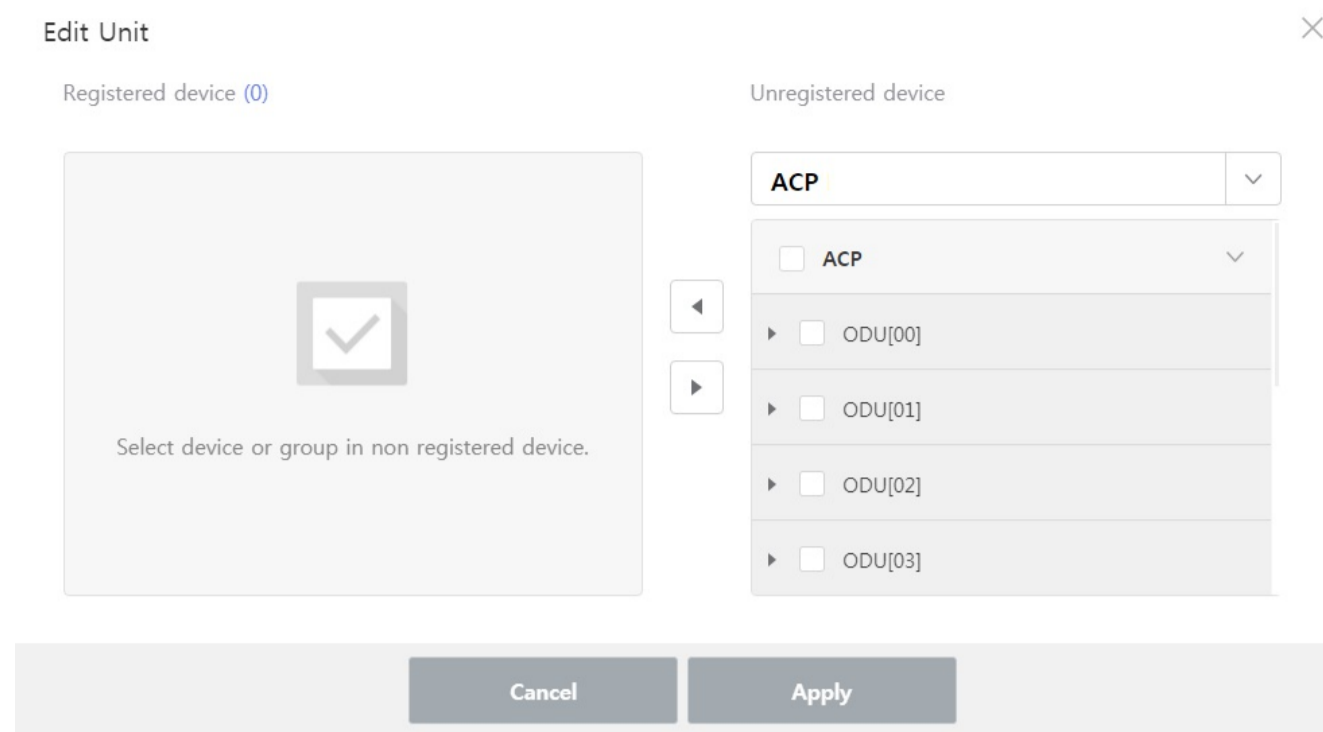 Edit Unit
Registered device (0)
Unregistered device
ACP
ACP
ODU[00]
ODU[01]
ODU[02]
ODU[03]
Select device or group in non registered device.
Cancel
Apply